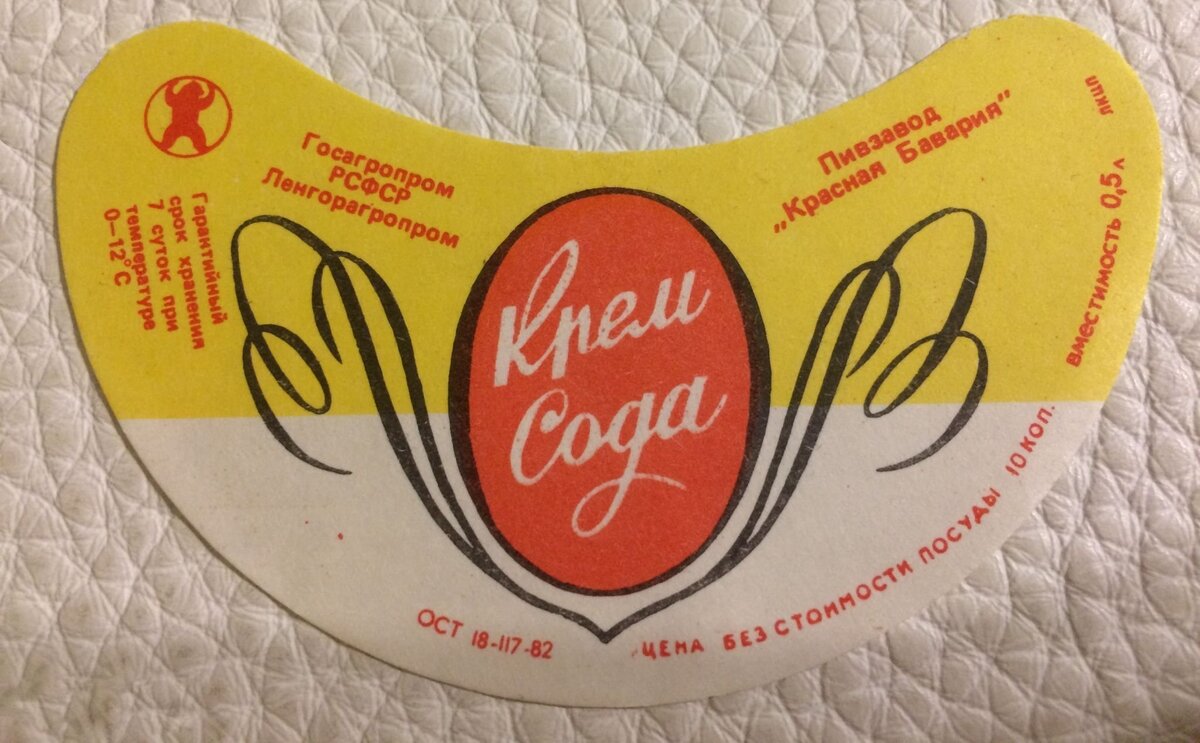 Госагропром
РСФСР
Ленгорагропром
Гарантийный
срок хранения
7 суток при
температуре
0—12°С
Крем
Сода
Пивзавод
„Красная Бавария"
лкпп
вместимость 0,5 л
ОСТ 18-117-82
ЦЕНА БЕЗ СТОИМОСТИ ПОСУДЫ 10 КОП.